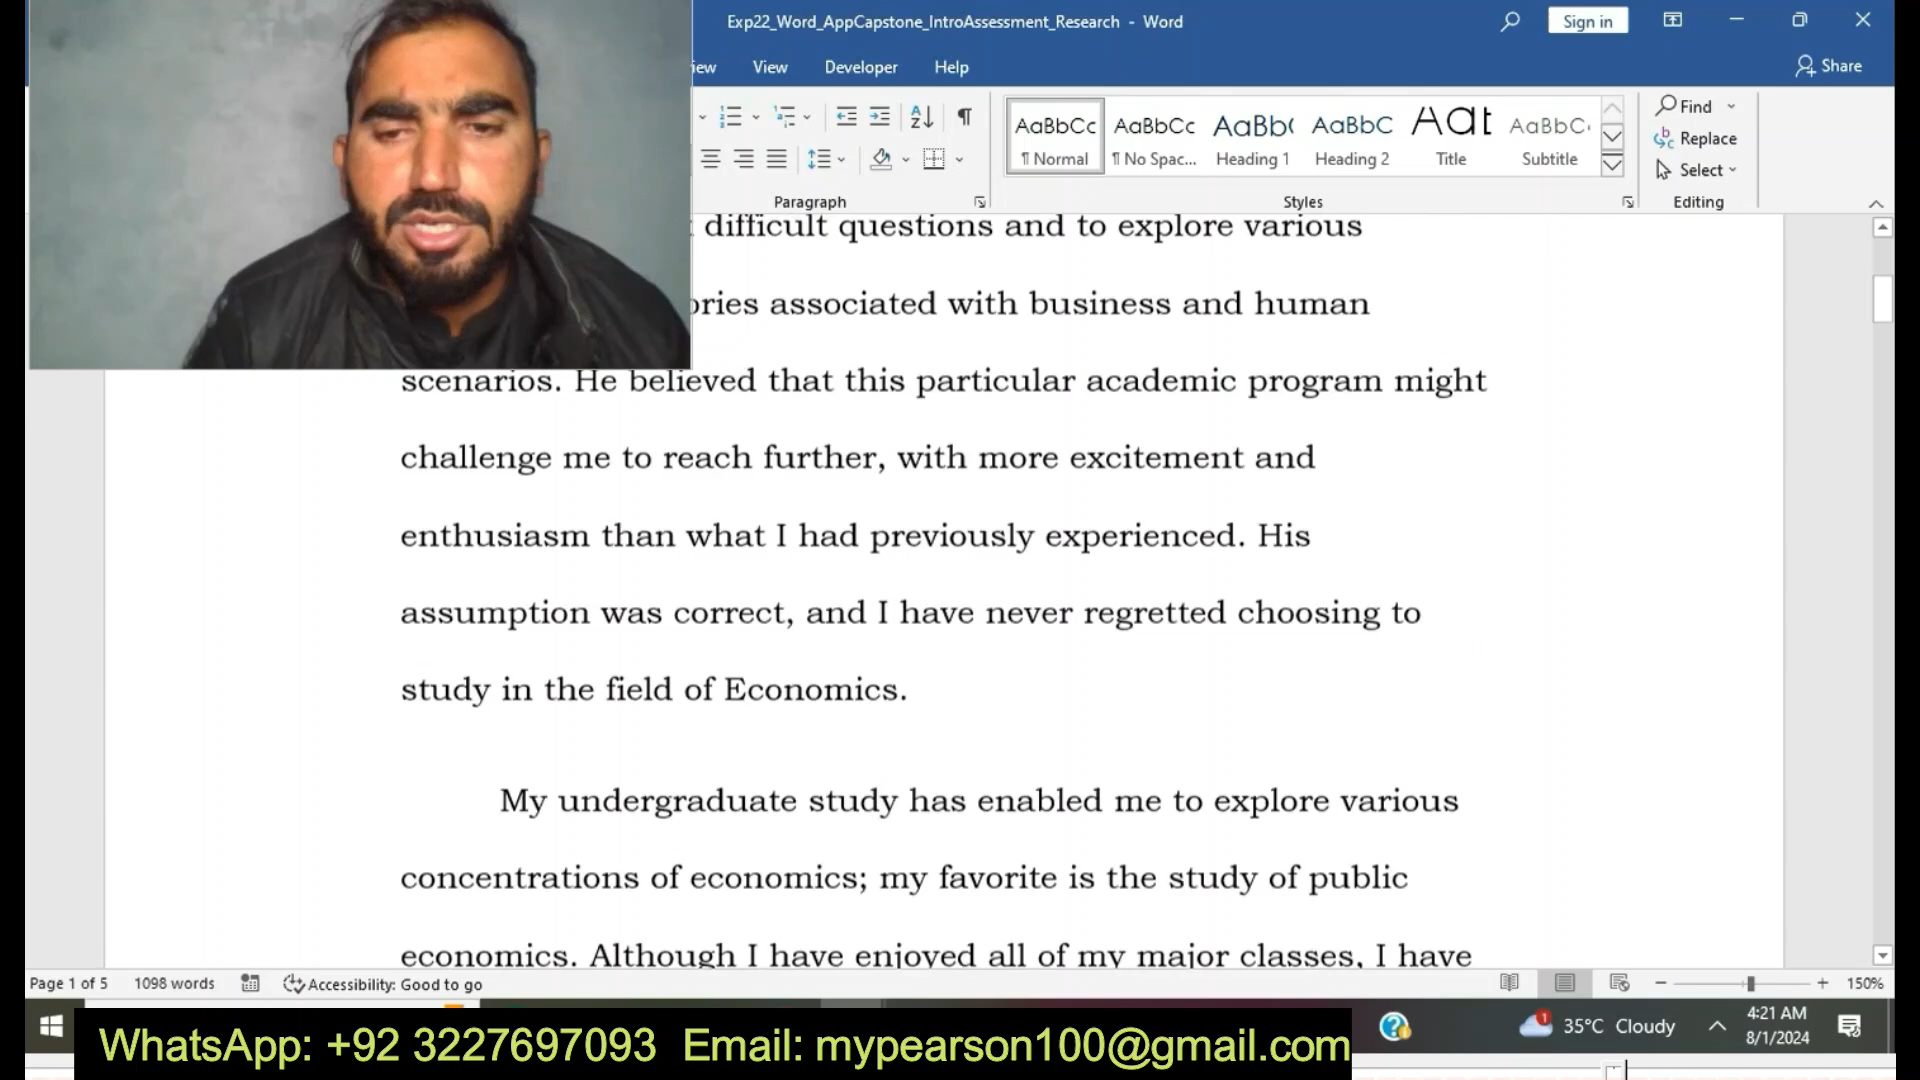 Exp22_Word_AppCapstone_IntroAssessment_Research - Word
Sign in
View
Developer
Help
Share
AaBbCc
AaBbCc
AaBb(
AaBbC
Aat
AaBbC
¶ Normal
¶ No Spac...
Heading 1
Heading 2
Title
Subtitle
Find
Replace
Select
Paragraph
Styles
Editing
difficult questions and to explore various
associated with business and human
scenarios. He believed that this particular academic program might
challenge me to reach further, with more excitement and
enthusiasm than what I had previously experienced. His
assumption was correct, and I have never regretted choosing to
study in the field of Economics.
My undergraduate study has enabled me to explore various
concentrations of economics; my favorite is the study of public
economics. Although I have enjoyed all of my major classes, I have
Page 1 of 5
1098 words
Accessibility: Good to go
150%
1
35°C Cloudy
4:21 AM
8/1/2024
WhatsApp: +92 3227697093 Email: mypearson100@gmail.com